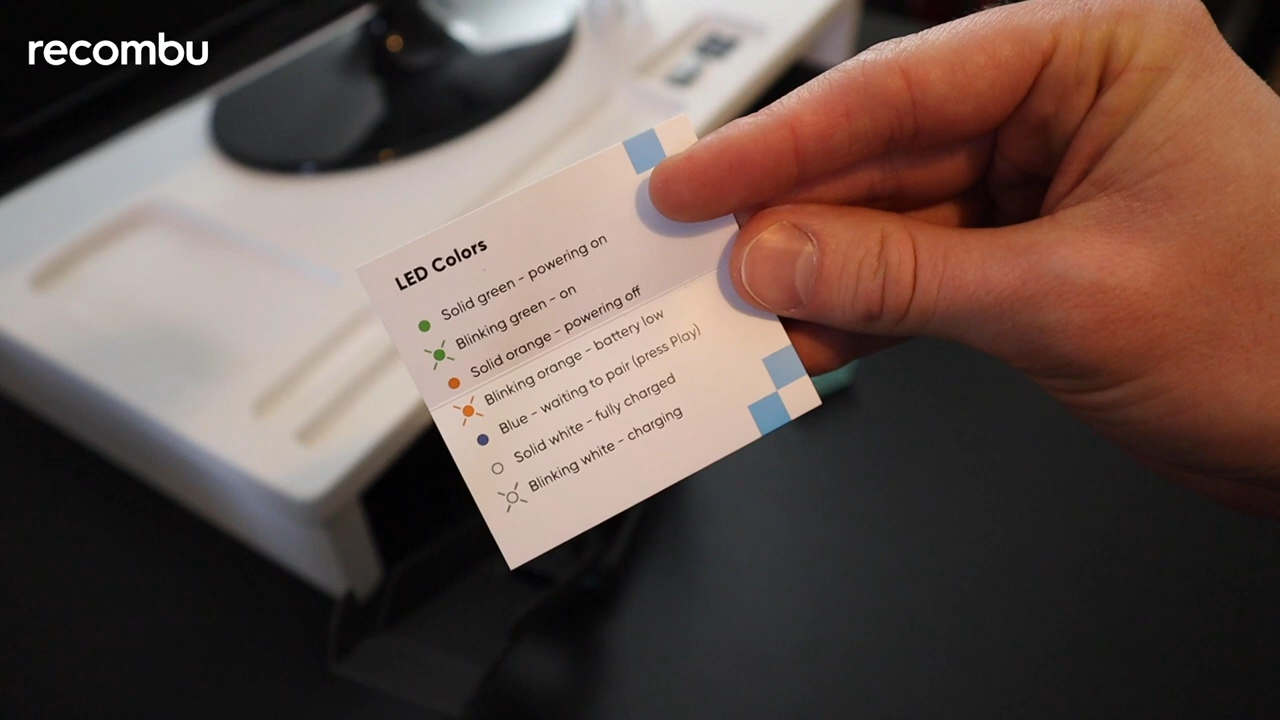 recombu
LED Colors
Solid green - powering on
Blinking green - on
Solid orange - powering off
Blinking orange - battery low
Blue - waiting to pair (press Play)
Solid white - fully charged
Blinking white - charging